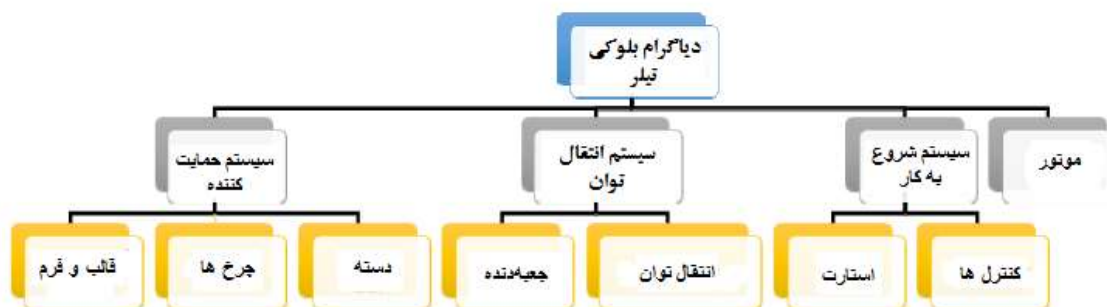 دیاگرام بلوکی
تیلر
موتور
سیستم شروع
به کار
سیستم انتقال
توان
سیستم حمایت
کننده
کنترل ها
استارت
انتقال توان
جعبه‌دنده
دسته
چرخ ها
قالب و فرم